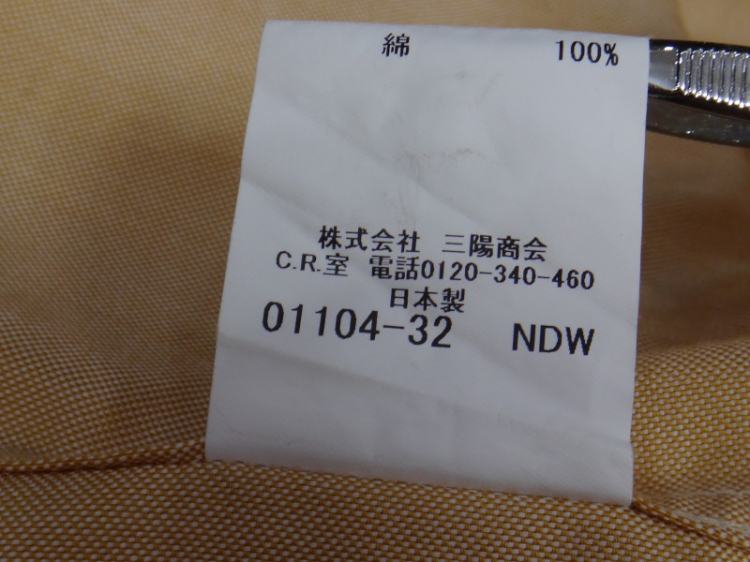 綿 100%
株式会社 三陽商会
C.R.室 電話0120-340-460
日本製
01104-32 NDW